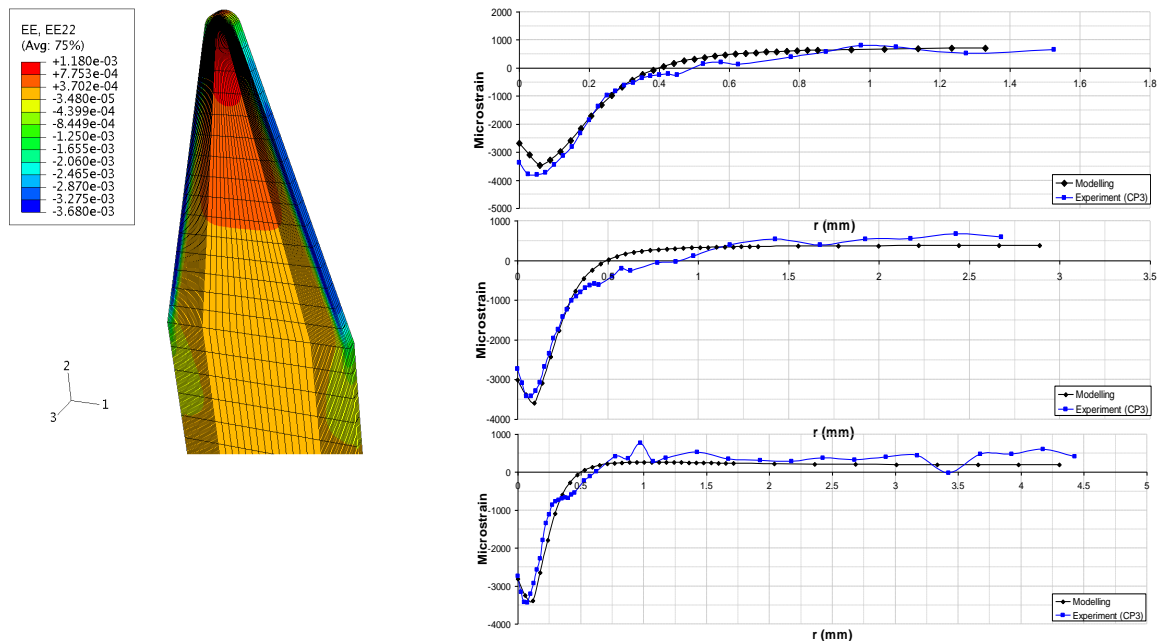 EE, EE22
(Avg: 75%)
+1.180e-03
+7.753e-04
+3.702e-04
-3.480e-05
-4.399e-04
-8.449e-04
-1.250e-03
-1.655e-03
-2.060e-03
-2.465e-03
-2.870e-03
-3.275e-03
-3.680e-03
2
1
3
Microstrain
2000
1000
0
-1000
-2000
-3000
-4000
-5000
0 0.2 0.4 0.6 0.8 1 1.2 1.4 1.6 1.8
Modelling
Experiment (CP3)
r (mm)
Microstrain
1000
0
-1000
-2000
-3000
-4000
0 0.5 1 1.5 2 2.5 3 3.5
Modelling
Experiment (CP3)
r (mm)
Microstrain
1000
0
-1000
-2000
-3000
-4000
0 0.5 1 1.5 2 2.5 3 3.5 4 4.5 5
Modelling
Experiment (CP3)
r (mm)